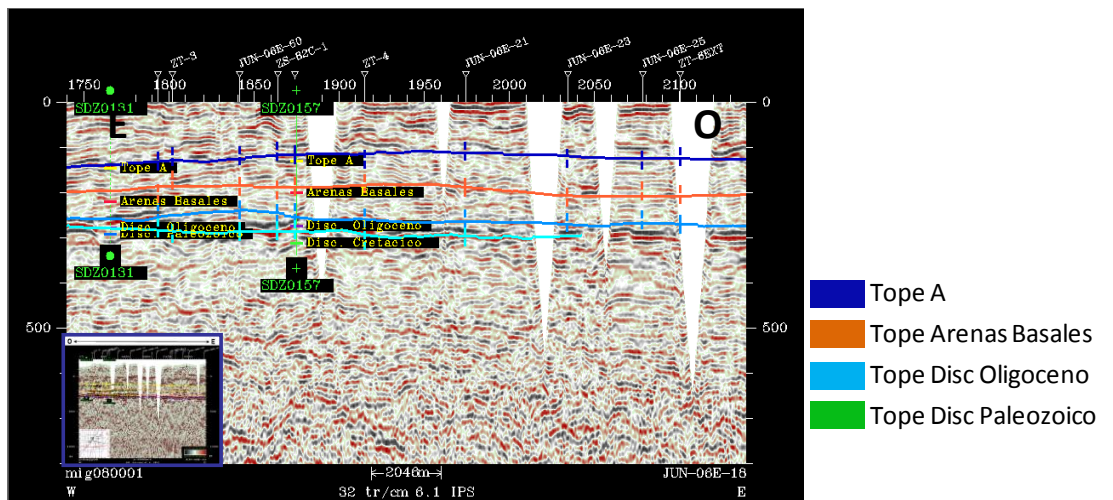 ZT-3 JUN-06E-60 ZS-82C-1 ZT-4 JUN-06E-21 JUN-06E-23 JUN-06E-25 ZT-8EXT
1750 1800 1850 1900 1950 2000 2050 2100
0 0
SDZ0131 SDZ0157
E O
Tope A Tope A
Arenas Basales Arenas Basales
Disc. Oligoceno Disc. Oligoceno
Disc. Paleozoico Disc. Cretacico
SDZ0131 SDZ0157
500 500
O E
mig080001 2046m JUN-06E-18
W 32 tr/cm 6.1 IPS E
Tope A
Tope Arenas Basales
Tope Disc Oligoceno
Tope Disc Paleozoico